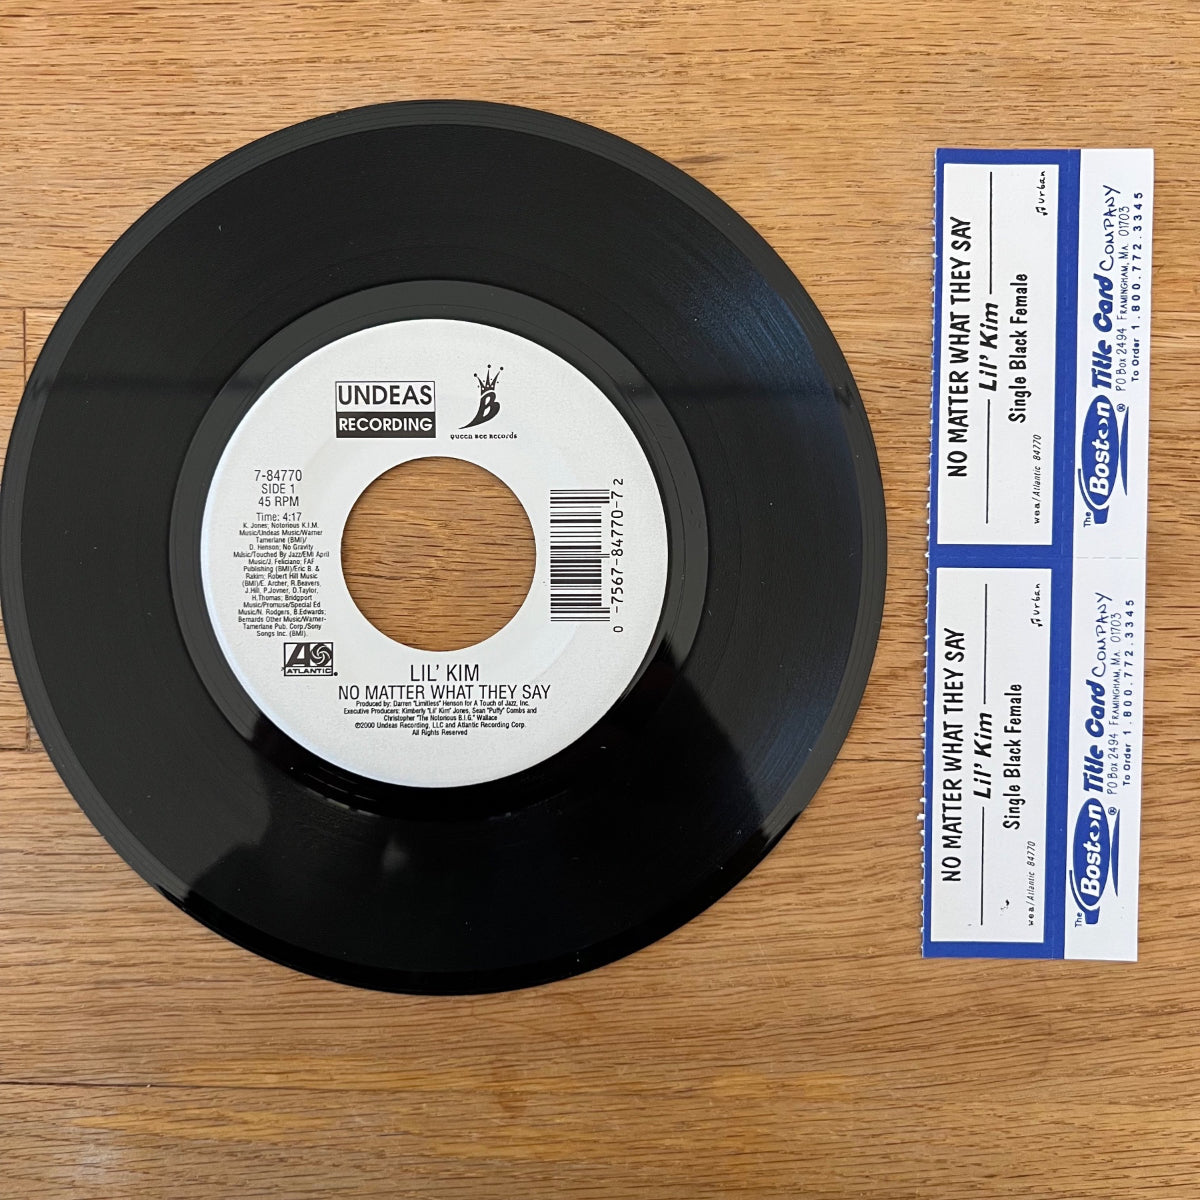 UNDEAS
RECORDING
B
Queen Bee Records
7-84770
SIDE 1
45 RPM
Time: 4:17
K. Jones; Notorious K.I.M.
Music/Undeas Music/Warner
Tamerlane (BMI)/
D. Henson; No Gravity
Music/Touched By Jazz/EMI April
Music/J. Feliciano; FAF
Publishing (BMI)/Eric B. &
Rakim; Robert Hill Music
(BMI)/E. Archer, R.Beavers,
J.Hill, P.Jovner, D.Taylor,
H.Thomas; Bridgport
Music/Promuse/Special Ed
Music/N. Rodgers, B.Edwards;
Bernards Other Music/Warner-
Tamerlane Pub. Corp./Sony
Songs Inc. (BMI).
ATLANTIC
0 -7567-84770-7 2
LIL' KIM
NO MATTER WHAT THEY SAY
Produced by: Darren "Limitless" Henson for A Touch of Jazz, Inc.
Executive Producers: Kimberly "Lil' Kim" Jones, Sean "Puffy" Combs and
Christopher "The Notorious B.I.G." Wallace
℗2000 Undeas Recording, LLC and Atlantic Recording Corp.
All Rights Reserved
NO MATTER WHAT THEY SAY
Lil' Kim
Single Black Female
wea/Atlantic 84770
♫urban
The Boston® Title Card COMPANY
PO Box 2494 FRAMINGHAM, MA 01703
To Order 1.800.772.3345
NO MATTER WHAT THEY SAY
Lil' Kim
Single Black Female
wea/Atlantic 84770
♫urban
The Boston® Title Card COMPANY
PO Box 2494 FRAMINGHAM, MA 01703
To Order 1.800.772.3345